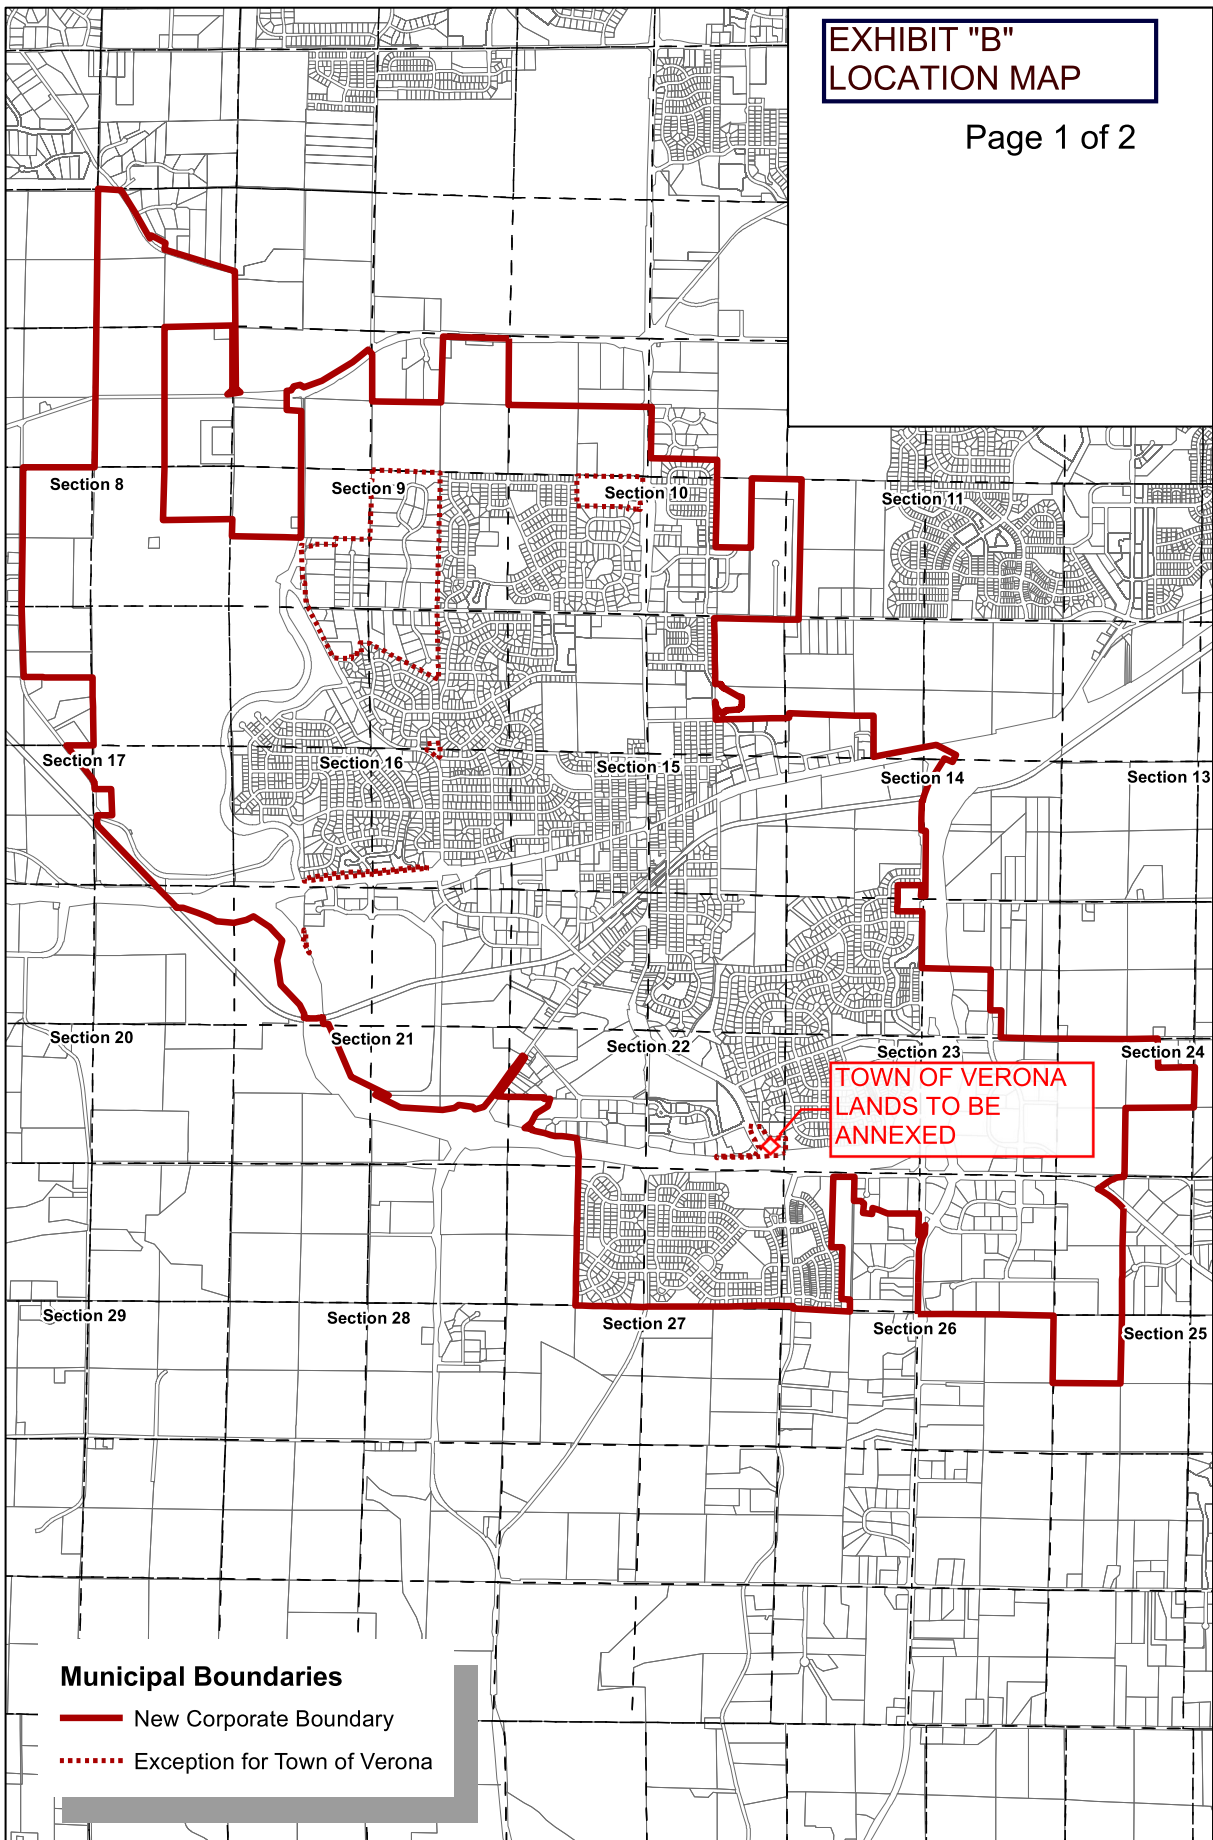 EXHIBIT "B"
LOCATION MAP
Page 1 of 2
Section 8
Section 9
Section 10
Section 11
Section 17
Section 16
Section 15
Section 14
Section 13
Section 20
Section 21
Section 22
Section 23
Section 24
TOWN OF VERONA
LANDS TO BE
ANNEXED
Section 29
Section 28
Section 27
Section 26
Section 25
Municipal Boundaries
New Corporate Boundary
Exception for Town of Verona